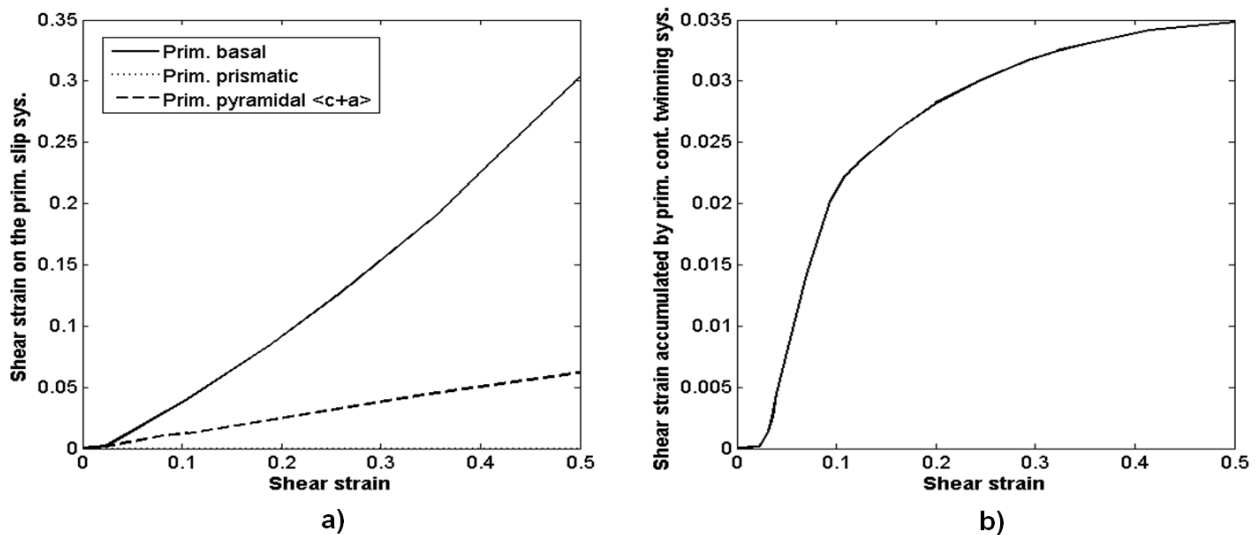 Shear strain on the prim. slip sys.
0.35
0.3
0.25
0.2
0.15
0.1
0.05
0
Prim. basal
Prim. prismatic
Prim. pyramidal <c+a>
0 0.1 0.2 0.3 0.4 0.5
Shear strain
a)
Shear strain accumulated by prim. cont. twinning sys.
0.035
0.03
0.025
0.02
0.015
0.01
0.005
0
0 0.1 0.2 0.3 0.4 0.5
Shear strain
b)